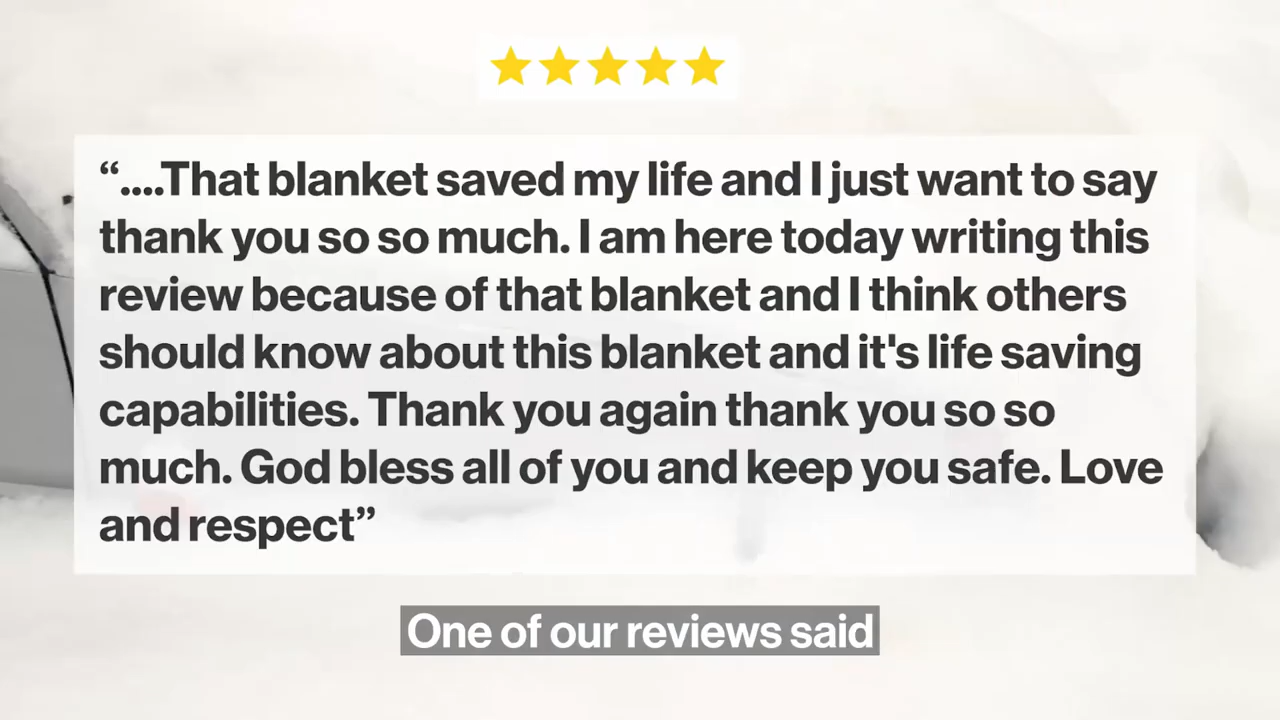 “....That blanket saved my life and I just want to say
thank you so so much. I am here today writing this
review because of that blanket and I think others
should know about this blanket and it's life saving
capabilities. Thank you again thank you so so
much. God bless all of you and keep you safe. Love
and respect”
One of our reviews said